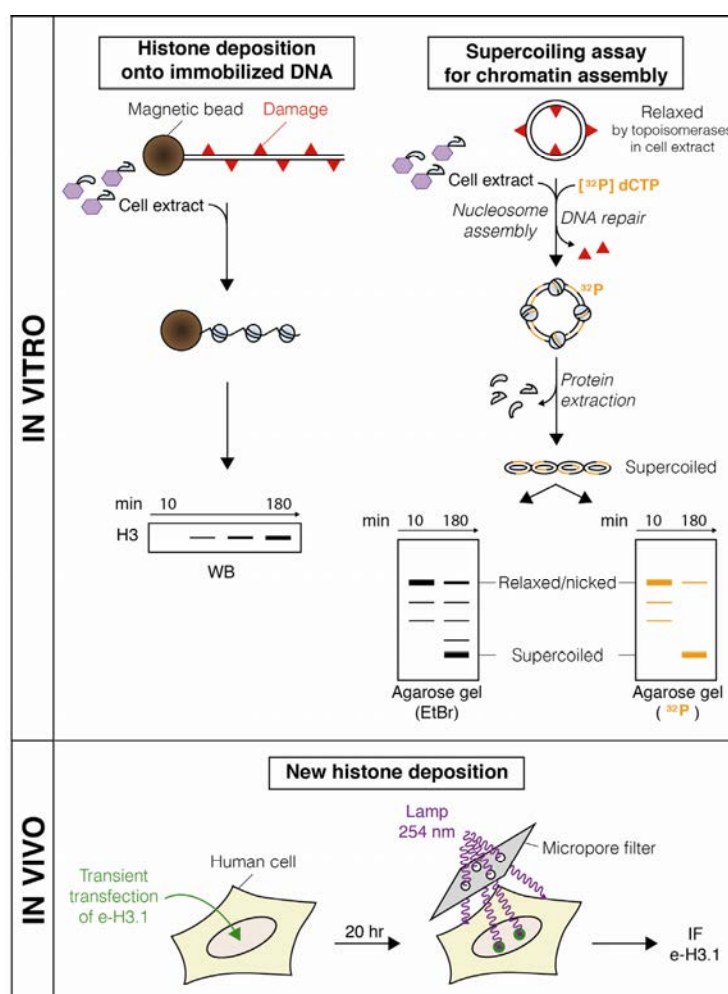 IN VITRO
Histone deposition
onto immobilized DNA
Magnetic bead
Damage
Cell extract
min 10 180
H3
WB
Supercoiling assay
for chromatin assembly
Relaxed
by topoisomerases
in cell extract
Cell extract
[³²P] dCTP
Nucleosome
assembly
DNA repair
³²P
Protein
extraction
Supercoiled
min 10 180
min 10 180
Relaxed/nicked
Supercoiled
Agarose gel
(EtBr)
Agarose gel
( ³²P )
IN VIVO
New histone deposition
Transient
transfection
of e-H3.1
Human cell
20 hr
Lamp
254 nm
Micropore filter
IF
e-H3.1